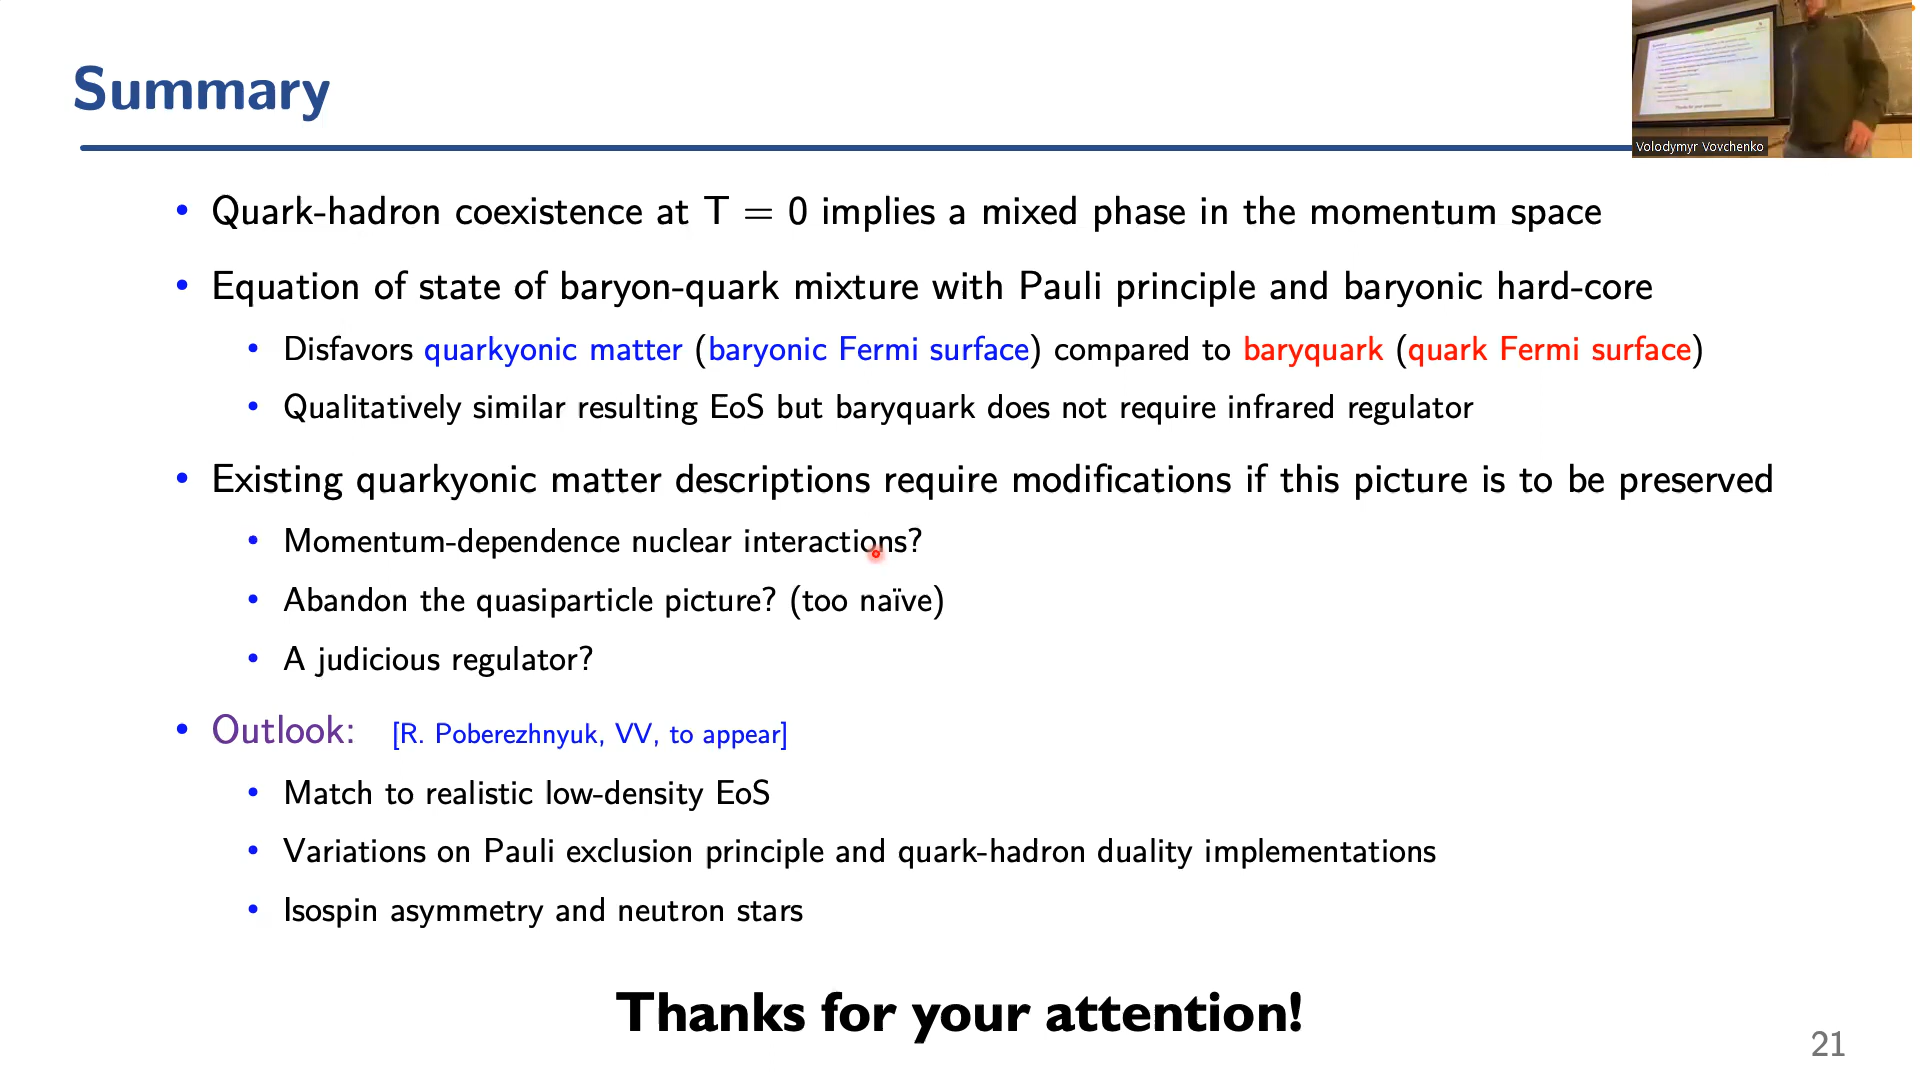 Summary
Volodymyr Vovchenko
• Quark-hadron coexistence at T = 0 implies a mixed phase in the momentum space
• Equation of state of baryon-quark mixture with Pauli principle and baryonic hard-core
• Disfavors quarkyonic matter (baryonic Fermi surface) compared to baryquark (quark Fermi surface)
• Qualitatively similar resulting EoS but baryquark does not require infrared regulator
• Existing quarkyonic matter descriptions require modifications if this picture is to be preserved
• Momentum-dependence nuclear interactions?
• Abandon the quasiparticle picture? (too naïve)
• A judicious regulator?
• Outlook: [R. Poberezhnyuk, VV, to appear]
• Match to realistic low-density EoS
• Variations on Pauli exclusion principle and quark-hadron duality implementations
• Isospin asymmetry and neutron stars
Thanks for your attention!
21